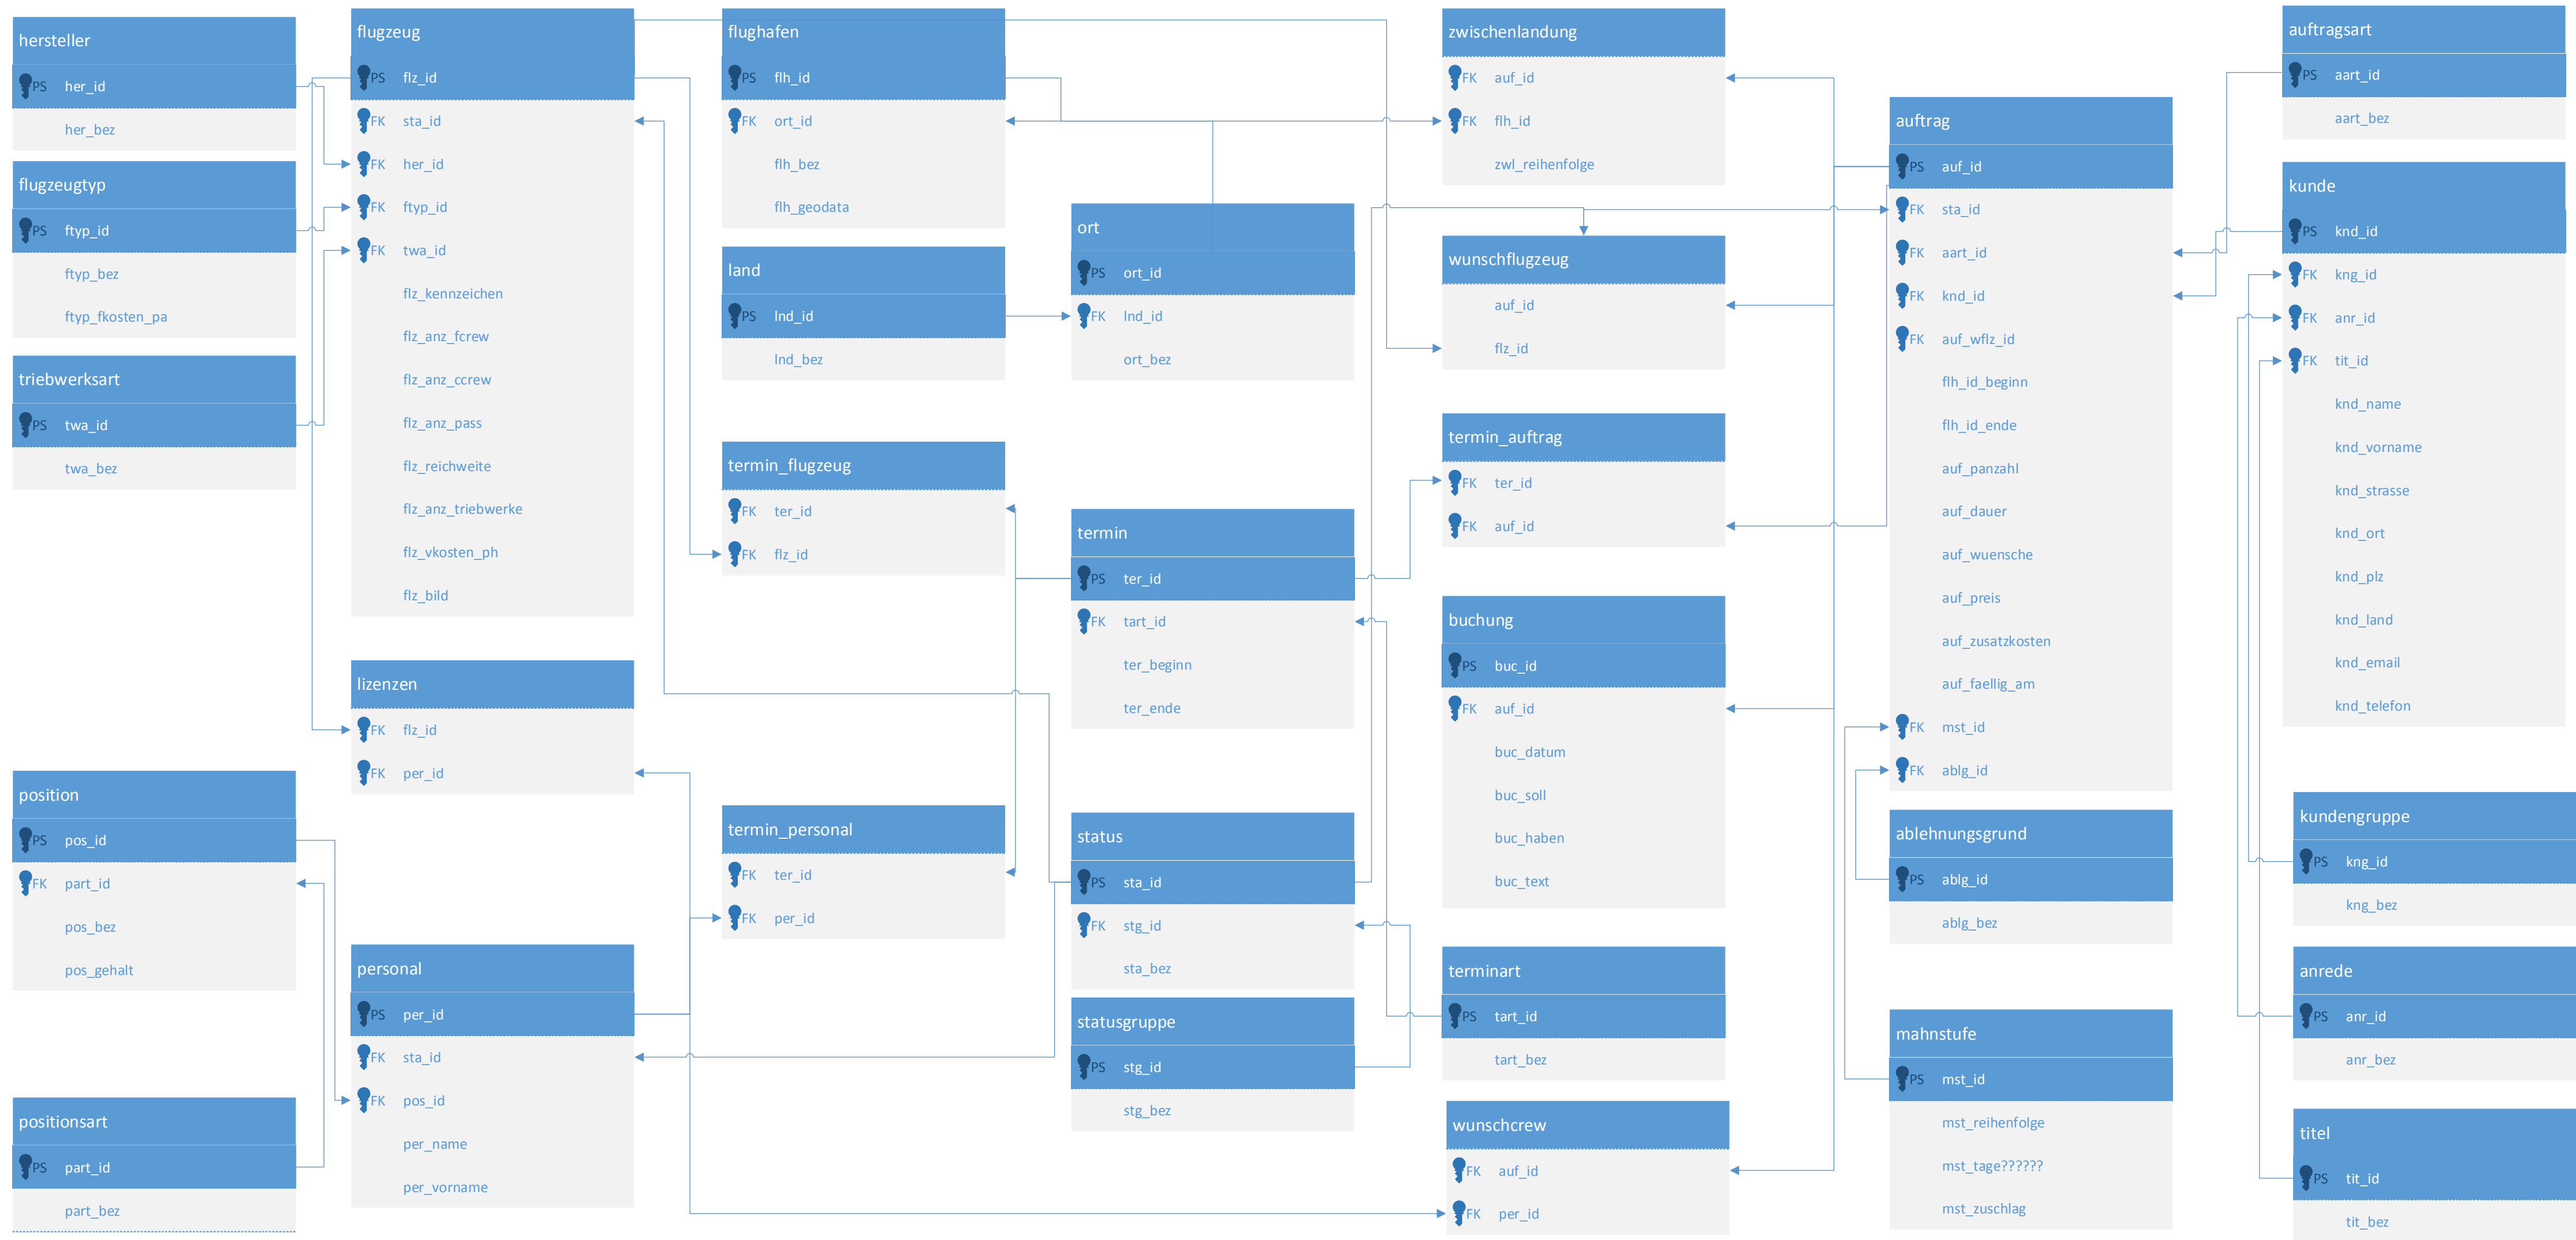 hersteller
PS her_id
her_bez
flugzeugtyp
PS ftyp_id
ftyp_bez
ftyp_fkosten_pa
triebwerksart
PS twa_id
twa_bez
position
PS pos_id
FK part_id
pos_bez
pos_gehalt
positionsart
PS part_id
part_bez
flugzeug
PS flz_id
FK sta_id
FK her_id
FK ftyp_id
FK twa_id
flz_kennzeichen
flz_anz_fcrew
flz_anz_ccrew
flz_anz_pass
flz_reichweite
flz_anz_triebwerke
flz_vkosten_ph
flz_bild
lizenzen
FK flz_id
FK per_id
personal
PS per_id
FK sta_id
FK pos_id
per_name
per_vorname
flughafen
PS flh_id
FK ort_id
flh_bez
flh_geodata
land
PS lnd_id
lnd_bez
termin_flugzeug
FK ter_id
FK flz_id
termin_personal
FK ter_id
FK per_id
ort
PS ort_id
FK lnd_id
ort_bez
termin
PS ter_id
FK tart_id
ter_beginn
ter_ende
status
PS sta_id
FK stg_id
sta_bez
statusgruppe
PS stg_id
stg_bez
zwischenlandung
FK auf_id
FK flh_id
zwl_reihenfolge
wunschflugzeug
auf_id
flz_id
termin_auftrag
FK ter_id
FK auf_id
buchung
PS buc_id
FK auf_id
buc_datum
buc_soll
buc_haben
buc_text
terminart
PS tart_id
tart_bez
wunschcrew
FK auf_id
FK per_id
auftrag
PS auf_id
FK sta_id
FK aart_id
FK knd_id
FK auf_wflz_id
flh_id_beginn
flh_id_ende
auf_panzahl
auf_dauer
auf_wuensche
auf_preis
auf_zusatzkosten
auf_faellig_am
FK mst_id
FK ablg_id
ablehnungsgrund
PS ablg_id
ablg_bez
mahnstufe
PS mst_id
mst_reihenfolge
mst_tage??????
mst_zuschlag
auftragsart
PS aart_id
aart_bez
kunde
PS knd_id
FK kng_id
FK anr_id
FK tit_id
knd_name
knd_vorname
knd_strasse
knd_ort
knd_plz
knd_land
knd_email
knd_telefon
kundengruppe
PS kng_id
kng_bez
anrede
PS anr_id
anr_bez
titel
PS tit_id
tit_bez